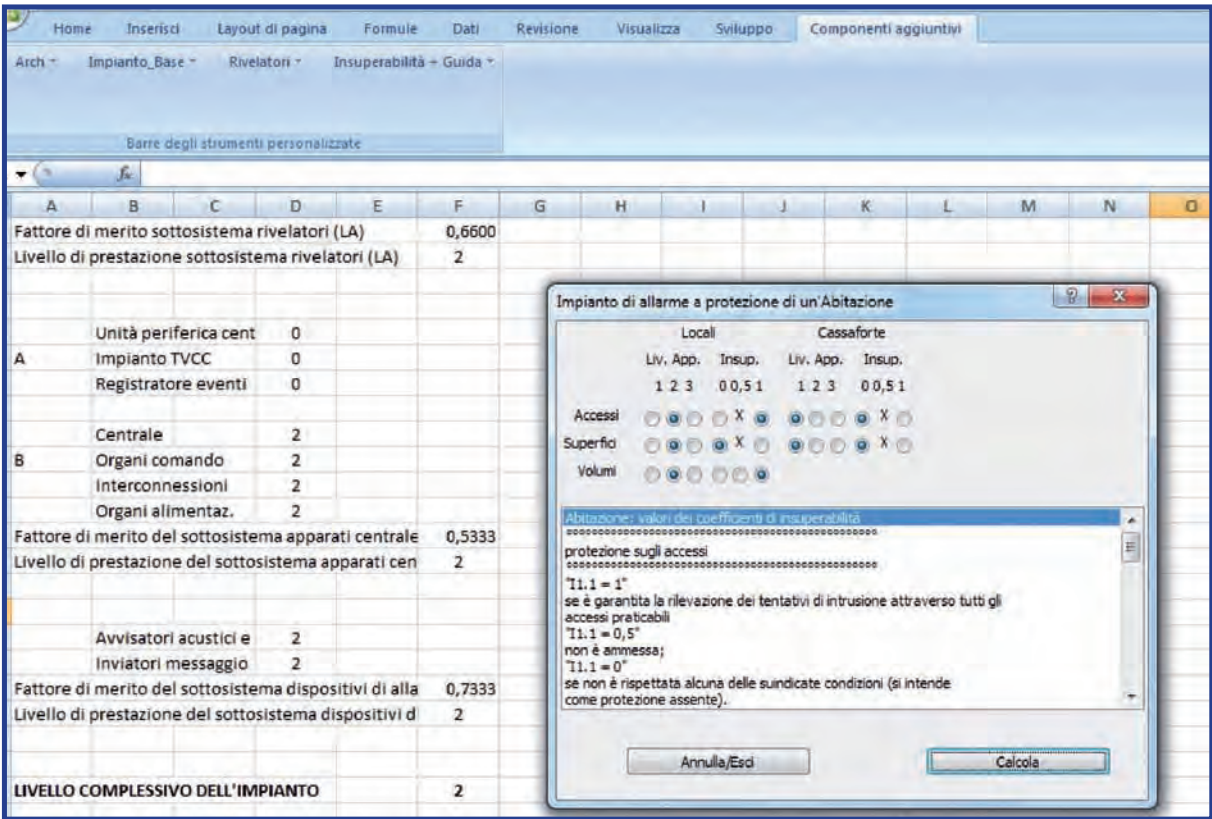 Home Inserisci Layout di pagina Formule Dati Revisione Visualizza Sviluppo Componenti aggiuntivi
Arch Impianto_Base Rivelatori Insuperabilità + Guida
Barre degli strumenti personalizzate
fx
A B C D E F G H I J K L M N O
Fattore di merito sottosistema rivelatori (LA) 0,6600
Livello di prestazione sottosistema rivelatori (LA) 2
Unità periferica cent 0
A Impianto TVCC 0
Registratore eventi 0
Centrale 2
B Organi comando 2
Interconnessioni 2
Organi alimentaz. 2
Fattore di merito del sottosistema apparati centrale 0,5333
Livello di prestazione del sottosistema apparati cen 2
Avvisatori acustici e 2
Inviatori messaggio 2
Fattore di merito del sottosistema dispositivi di alla 0,7333
Livello di prestazione del sottosistema dispositivi d 2
LIVELLO COMPLESSIVO DELL'IMPIANTO 2
Impianto di allarme a protezione di un'Abitazione
Locali Cassaforte
Liv. App. Insup. Liv. App. Insup.
1 2 3 0 0,5 1 1 2 3 0 0,5 1
Accessi X X
Superfici X X
Volumi
Abitazione: valori dei coefficienti di insuperabilità
°°°°°°°°°°°°°°°°°°°°°°°°°°°°°°°°°°°°°°°°°°°°°°°°°
protezione sugli accessi
°°°°°°°°°°°°°°°°°°°°°°°°°°°°°°°°°°°°°°°°°°°°°°°°°
"I1.1 = 1"
se è garantita la rilevazione dei tentativi di intrusione attraverso tutti gli
accessi praticabili
"I1.1 = 0,5"
non è ammessa;
"I1.1 = 0"
se non è rispettata alcuna delle suindicate condizioni (si intende
come protezione assente).
Annulla/Esci Calcola